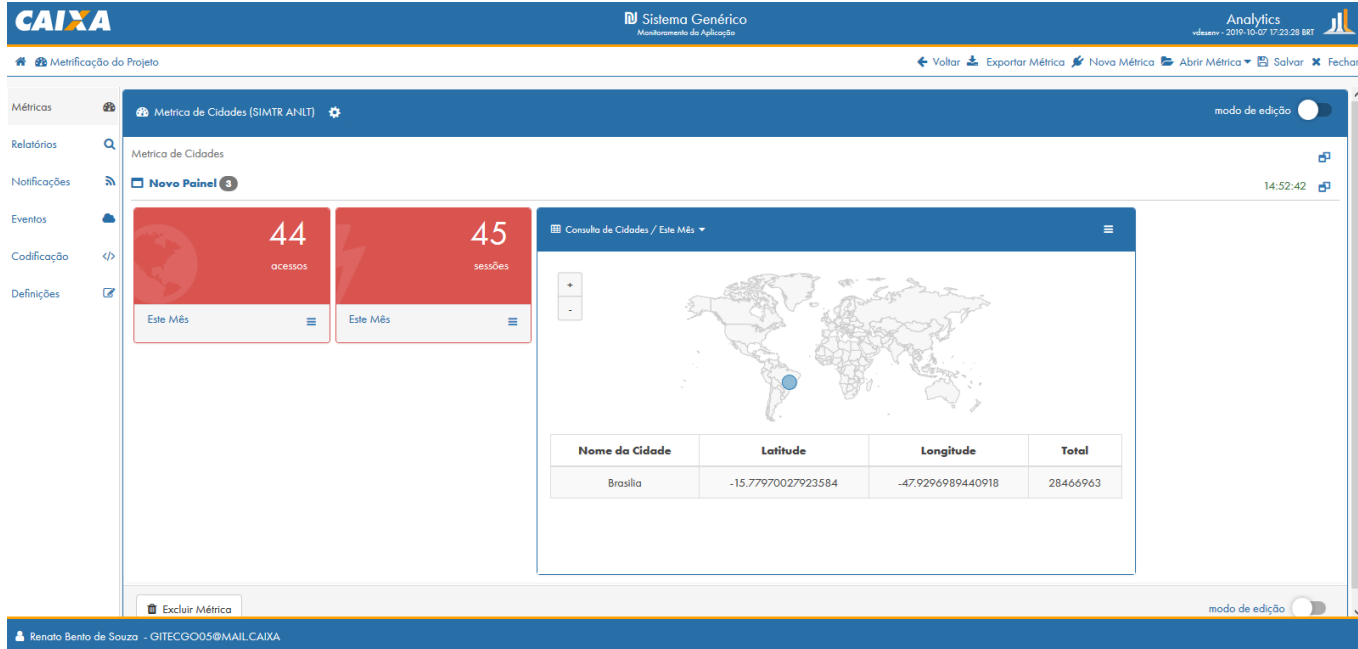 CAIXA
Sistema Genérico
Monitoramento da Aplicação
Analytics
vdesenv - 2019-10-07 17:23:28 BRT
Metrificação do Projeto
Voltar Exportar Métrica Nova Métrica Abrir Métrica Salvar Fechar
Métricas
Relatórios
Notificações
Eventos
Codificação
Definições
Metrica de Cidades (SIMTR ANLT)
modo de edição
Metrica de Cidades
Novo Painel 3
14:52:42
44
acessos
Este Mês
45
sessões
Este Mês
Consulta de Cidades / Este Mês
+
-
Nome da Cidade Latitude Longitude Total
Brasilia -15.77970027923584 -47.9296989440918 28466963
Excluir Métrica
modo de edição
Renato Bento de Souza - GITECGO05@MAIL.CAIXA